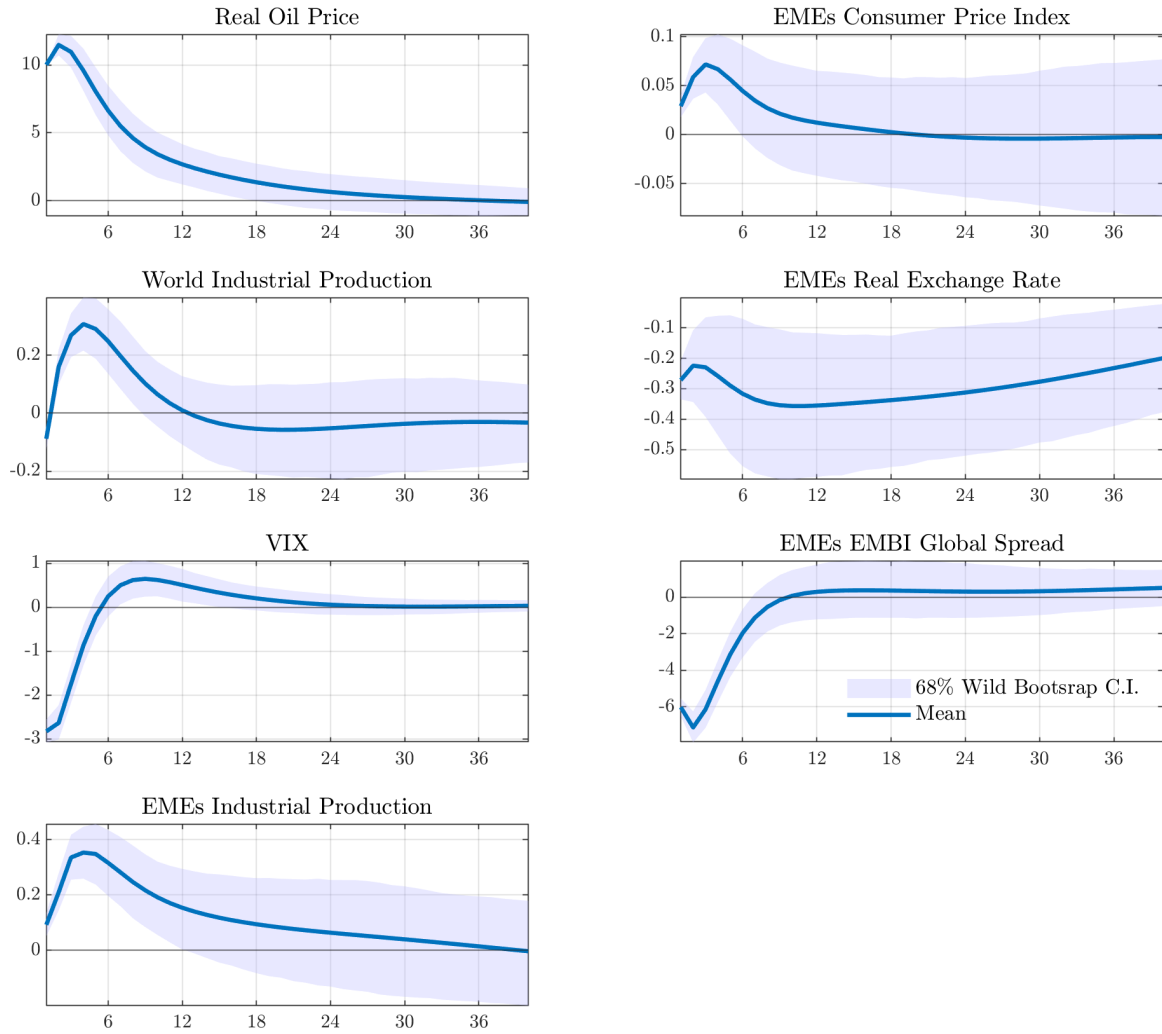 Real Oil Price
10
5
0
6 12 18 24 30 36
EMEs Consumer Price Index
0.1
0.05
0
-0.05
6 12 18 24 30 36
World Industrial Production
0.2
0
-0.2
6 12 18 24 30 36
EMEs Real Exchange Rate
-0.1
-0.2
-0.3
-0.4
-0.5
6 12 18 24 30 36
VIX
1
0
-1
-2
-3
6 12 18 24 30 36
EMEs EMBI Global Spread
0
-2
-4
-6
68% Wild Bootsrap C.I.
Mean
6 12 18 24 30 36
EMEs Industrial Production
0.4
0.2
0
6 12 18 24 30 36